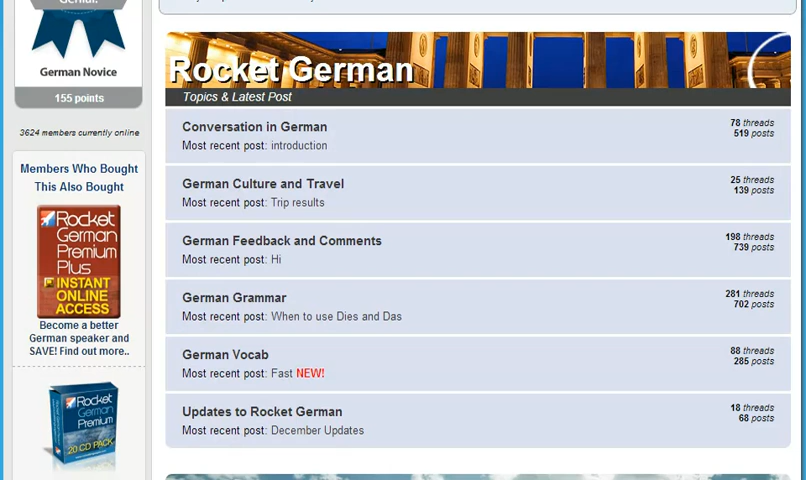 Genial!
German Novice
155 points
3624 members currently online
Members Who Bought
This Also Bought
Rocket
German
Premium
Plus
INSTANT
ONLINE
ACCESS
Become a better
German speaker and
SAVE! Find out more..
Rocket
German
Premium
20 CD PACK
Rocket German
Topics & Latest Post
Conversation in German
78 threads
519 posts
Most recent post: introduction
German Culture and Travel
25 threads
139 posts
Most recent post: Trip results
German Feedback and Comments
198 threads
739 posts
Most recent post: Hi
German Grammar
281 threads
702 posts
Most recent post: When to use Dies and Das
German Vocab
88 threads
285 posts
Most recent post: Fast NEW!
Updates to Rocket German
18 threads
68 posts
Most recent post: December Updates